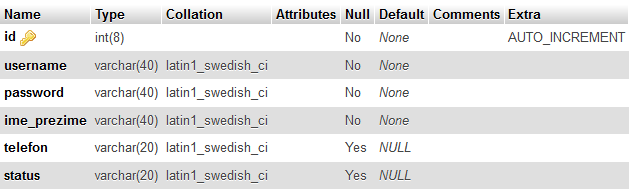 Name Type Collation Attributes Null Default Comments Extra
id int(8) No None AUTO_INCREMENT
username varchar(40) latin1_swedish_ci No None
password varchar(40) latin1_swedish_ci No None
ime_prezime varchar(40) latin1_swedish_ci No None
telefon varchar(20) latin1_swedish_ci Yes NULL
status varchar(20) latin1_swedish_ci Yes NULL